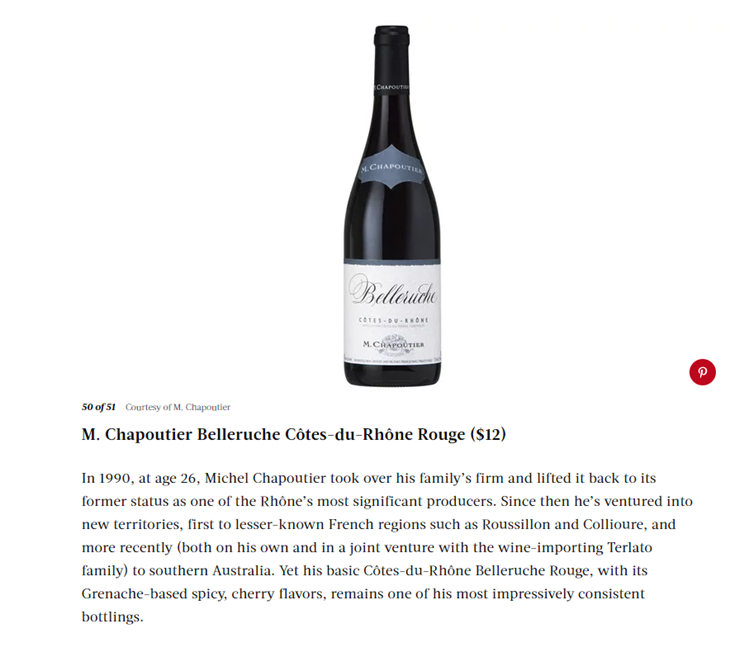 M. CHAPOUTIER
M. CHAPOUTIER
Belleruche
CÔTES-DU-RHÔNE
M. CHAPOUTIER
50 of 51 Courtesy of M. Chapoutier
M. Chapoutier Belleruche Côtes-du-Rhône Rouge ($12)
In 1990, at age 26, Michel Chapoutier took over his family’s firm and lifted it back to its
former status as one of the Rhône’s most significant producers. Since then he’s ventured into
new territories, first to lesser-known French regions such as Roussillon and Collioure, and
more recently (both on his own and in a joint venture with the wine-importing Terlato
family) to southern Australia. Yet his basic Côtes-du-Rhône Belleruche Rouge, with its
Grenache-based spicy, cherry flavors, remains one of his most impressively consistent
bottlings.